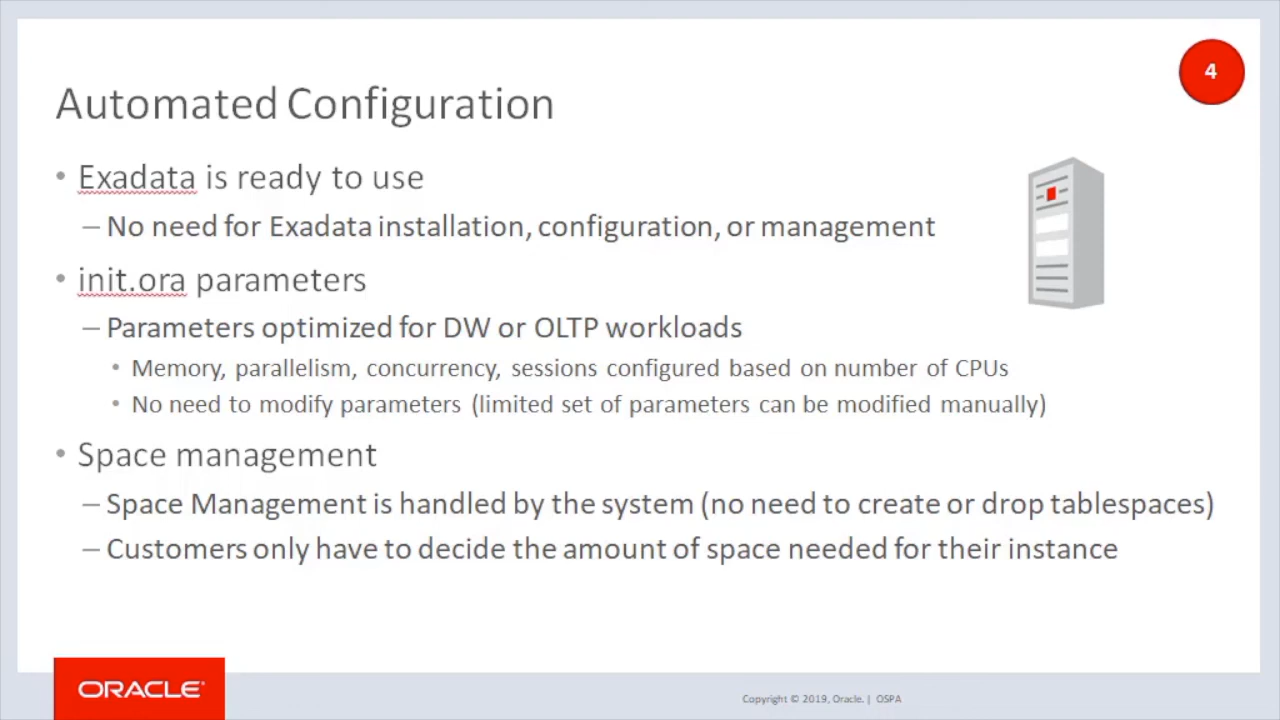 4
Automated Configuration
• Exadata is ready to use
– No need for Exadata installation, configuration, or management
• init.ora parameters
– Parameters optimized for DW or OLTP workloads
• Memory, parallelism, concurrency, sessions configured based on number of CPUs
• No need to modify parameters (limited set of parameters can be modified manually)
• Space management
– Space Management is handled by the system (no need to create or drop tablespaces)
– Customers only have to decide the amount of space needed for their instance
ORACLE®
Copyright © 2019, Oracle. | OSPA